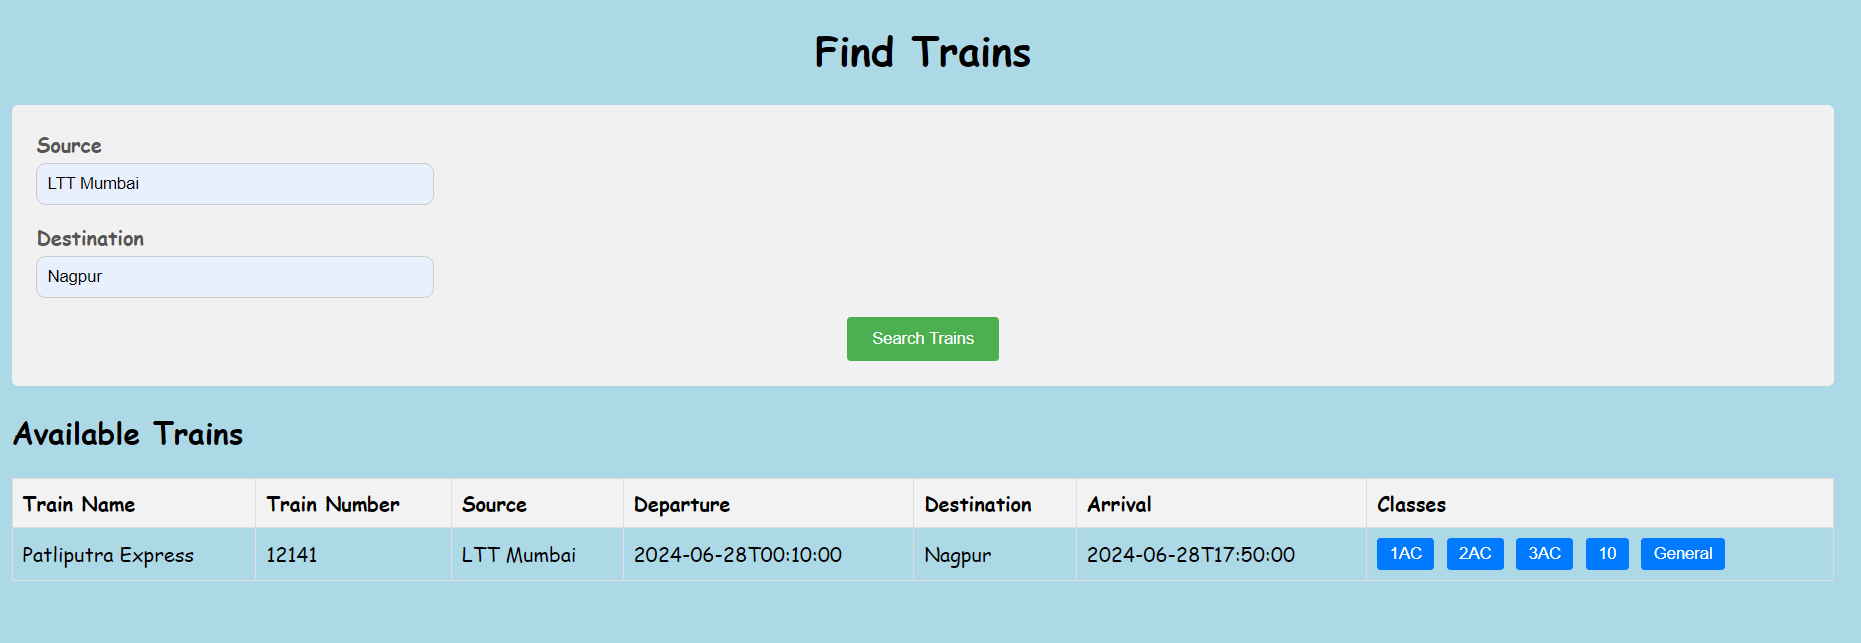 Find Trains
Source
LTT Mumbai
Destination
Nagpur
Search Trains
Available Trains
Train Name Train Number Source Departure Destination Arrival Classes
Patliputra Express 12141 LTT Mumbai 2024-06-28T00:10:00 Nagpur 2024-06-28T17:50:00 1AC 2AC 3AC 10 General